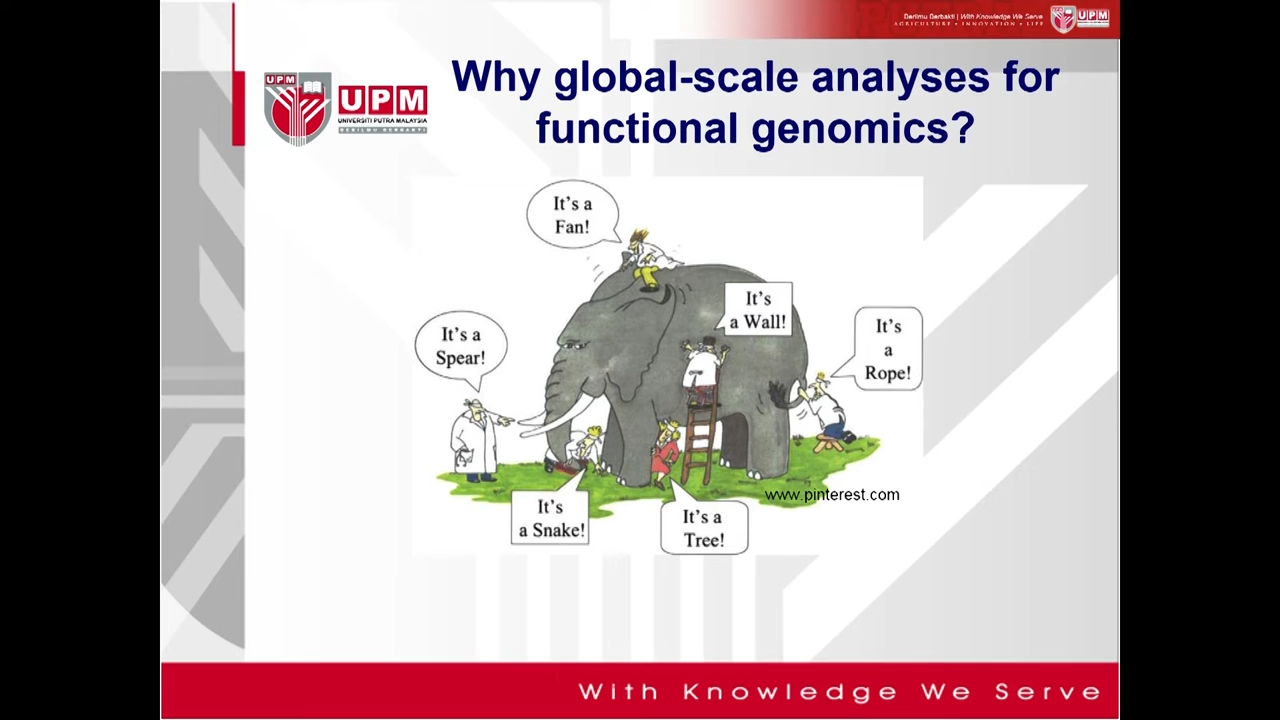 Berilmu Berbakti | With Knowledge We Serve
AGRICULTURE • INNOVATION • LIFE
UPM
UPM
UPM
UNIVERSITI PUTRA MALAYSIA
BERILMU BERBAKTI
Why global-scale analyses for
functional genomics?
It's a
Fan!
It's
a Wall!
It's a
Spear!
It's
a
Rope!
www.pinterest.com
It's
a Snake!
It's a
Tree!
With Knowledge We Serve